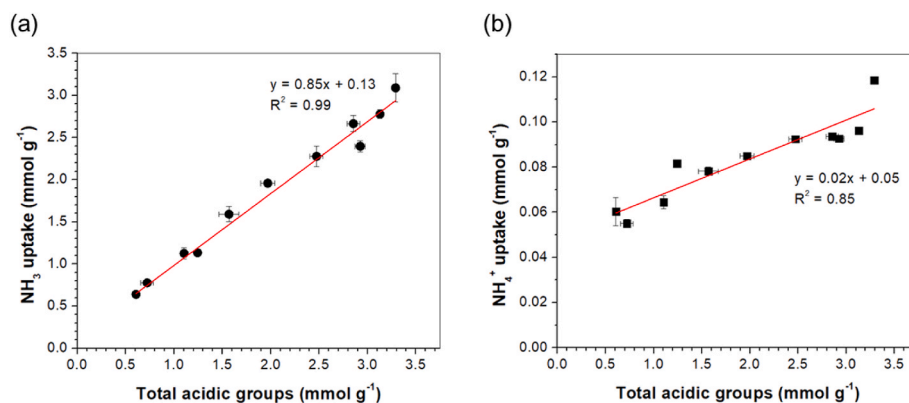 (a)
3.5
3.0
2.5
2.0
1.5
1.0
0.5
0.0
NH3 uptake (mmol g-1)
y = 0.85x + 0.13
R2 = 0.99
0.0 0.5 1.0 1.5 2.0 2.5 3.0 3.5
Total acidic groups (mmol g-1)
(b)
0.12
0.10
0.08
0.06
0.04
0.02
0.00
NH4+ uptake (mmol g-1)
y = 0.02x + 0.05
R2 = 0.85
0.0 0.5 1.0 1.5 2.0 2.5 3.0 3.5
Total acidic groups (mmol g-1)